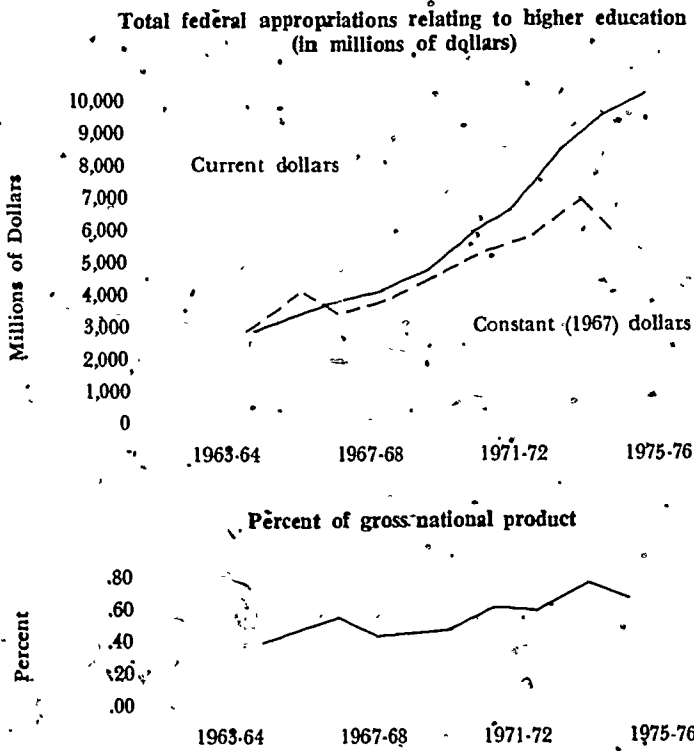 Total federal appropriations relating to higher education
(in millions of dollars)
10,000
9,000
8,000
7,000
6,000
5,000
4,000
3,000
2,000
1,000
0
Millions of Dollars
Current dollars
Constant (1967) dollars
1963-64 1967-68 1971-72 1975-76
Percent of gross national product
.80
.60
.40
.20
.00
Percent
1963-64 1967-68 1971-72 1975-76